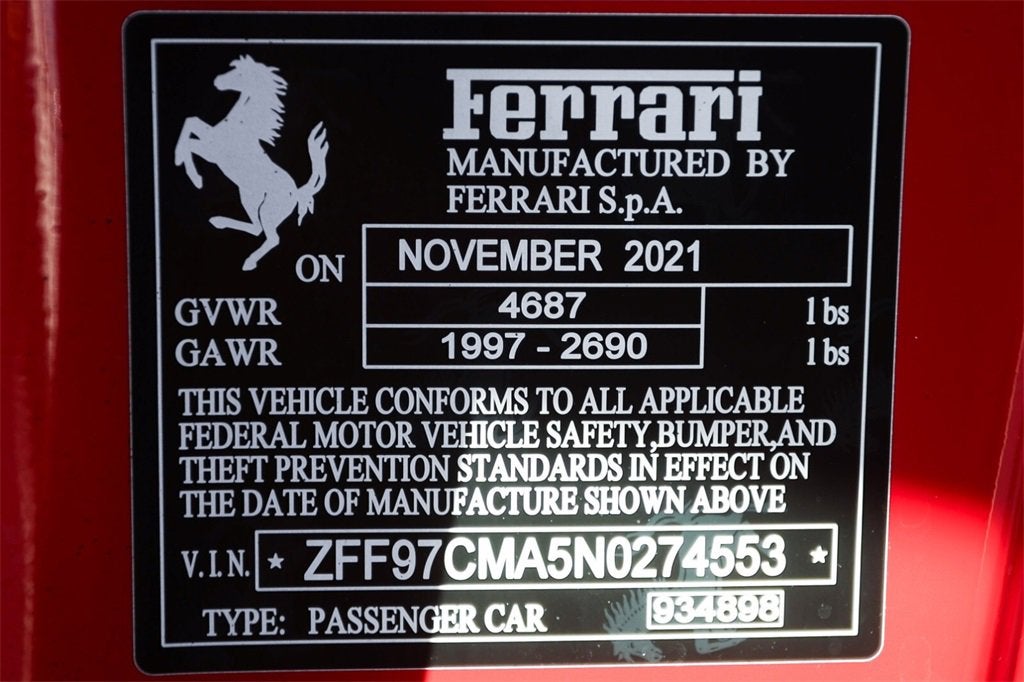 Ferrari
MANUFACTURED BY
FERRARI S.p.A.
ON NOVEMBER 2021
GVWR 4687 lbs
GAWR 1997 - 2690 lbs
THIS VEHICLE CONFORMS TO ALL APPLICABLE
FEDERAL MOTOR VEHICLE SAFETY,BUMPER,AND
THEFT PREVENTION STANDARDS IN EFFECT ON
THE DATE OF MANUFACTURE SHOWN ABOVE
V.I.N. * ZFF97CMA5N0274553 *
TYPE: PASSENGER CAR 934898